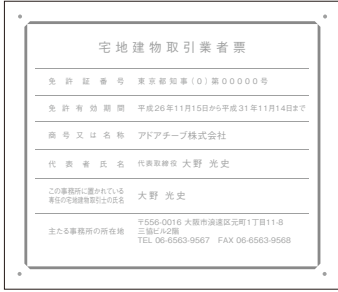 宅地建物取引業者票
免許証番号 東京都知事(0)第00000号
免許有効期間 平成26年11月15日から平成31年11月14日まで
商号又は名称 アドアチーブ株式会社
代表者氏名 代表取締役 大野 光史
この事務所に置かれている
専任の宅地建物取引士の氏名 大野 光史
主たる事務所の所在地 〒556-0016 大阪市浪速区元町1丁目11-8
三協ビル2階
TEL 06-6563-9567 FAX 06-6563-9568